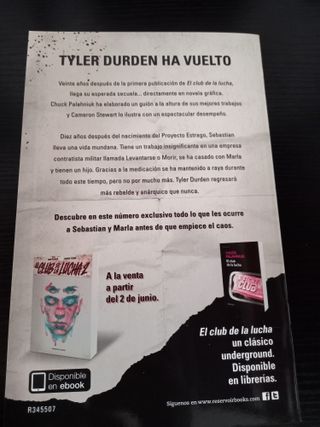 TYLER DURDEN HA VUELTO
Veinte años después de la primera publicación de El club de la lucha,
llega su esperada secuela... directamente en novela gráfica.
Chuck Palahniuk ha elaborado un guión a la altura de sus mejores trabajos
y Cameron Stewart lo ilustra con un espectacular desempeño.
Diez años después del nacimiento del Proyecto Estrago, Sebastian
lleva una vida mundana. Tiene un trabajo insignificante en una empresa
contratista militar llamada Levantarse o Morir, se ha casado con Marla
y tienen un hijo. Gracias a la medicación se ha mantenido a raya durante
todo este tiempo, pero no por mucho más. Tyler Durden regresará
más rebelde y anárquico que nunca.
Descubre en este número exclusivo todo lo que les ocurre
a Sebastian y Marla antes de que empiece el caos.
EL CLUB DE LA
LUCHA 2
A la venta
a partir
del 2 de junio.
El club de la lucha
un clásico
underground.
Disponible
en librerías.
Disponible
en ebook
R345507
Síguenos en www.reservoirbooks.com